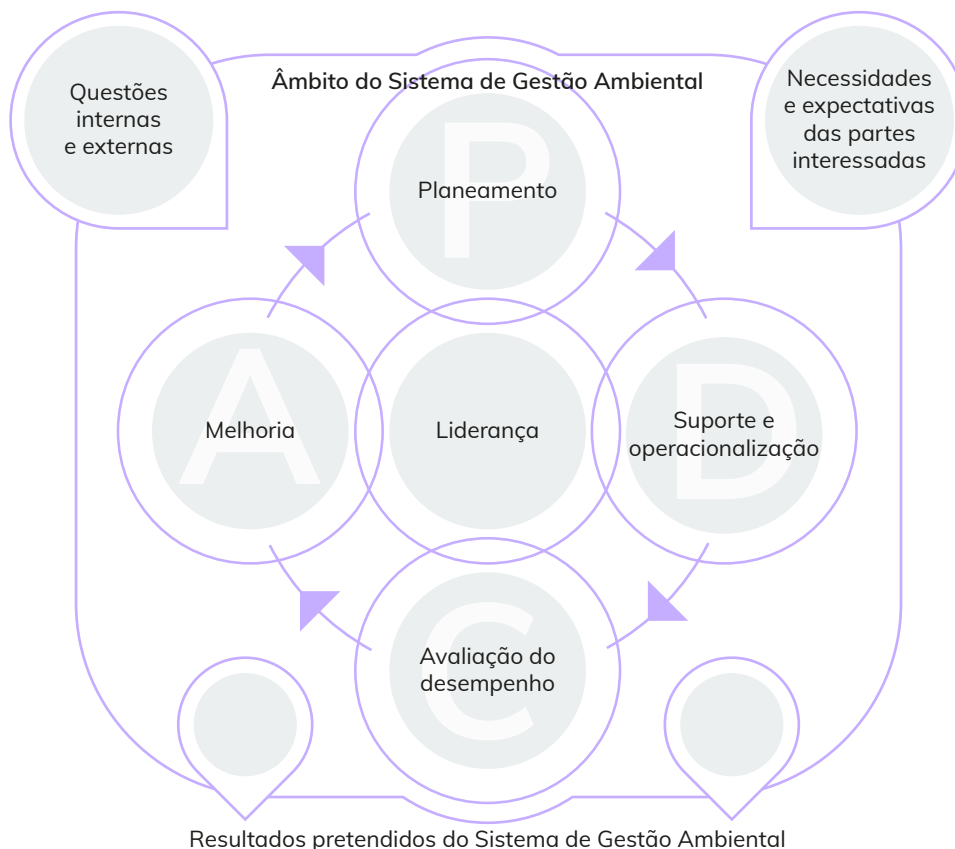 Âmbito do Sistema de Gestão Ambiental
Questões
internas
e externas
Necessidades
e expectativas
das partes
interessadas
P
Planeamento
A
Melhoria
Liderança
D
Suporte e
operacionalização
C
Avaliação do
desempenho
Resultados pretendidos do Sistema de Gestão Ambiental